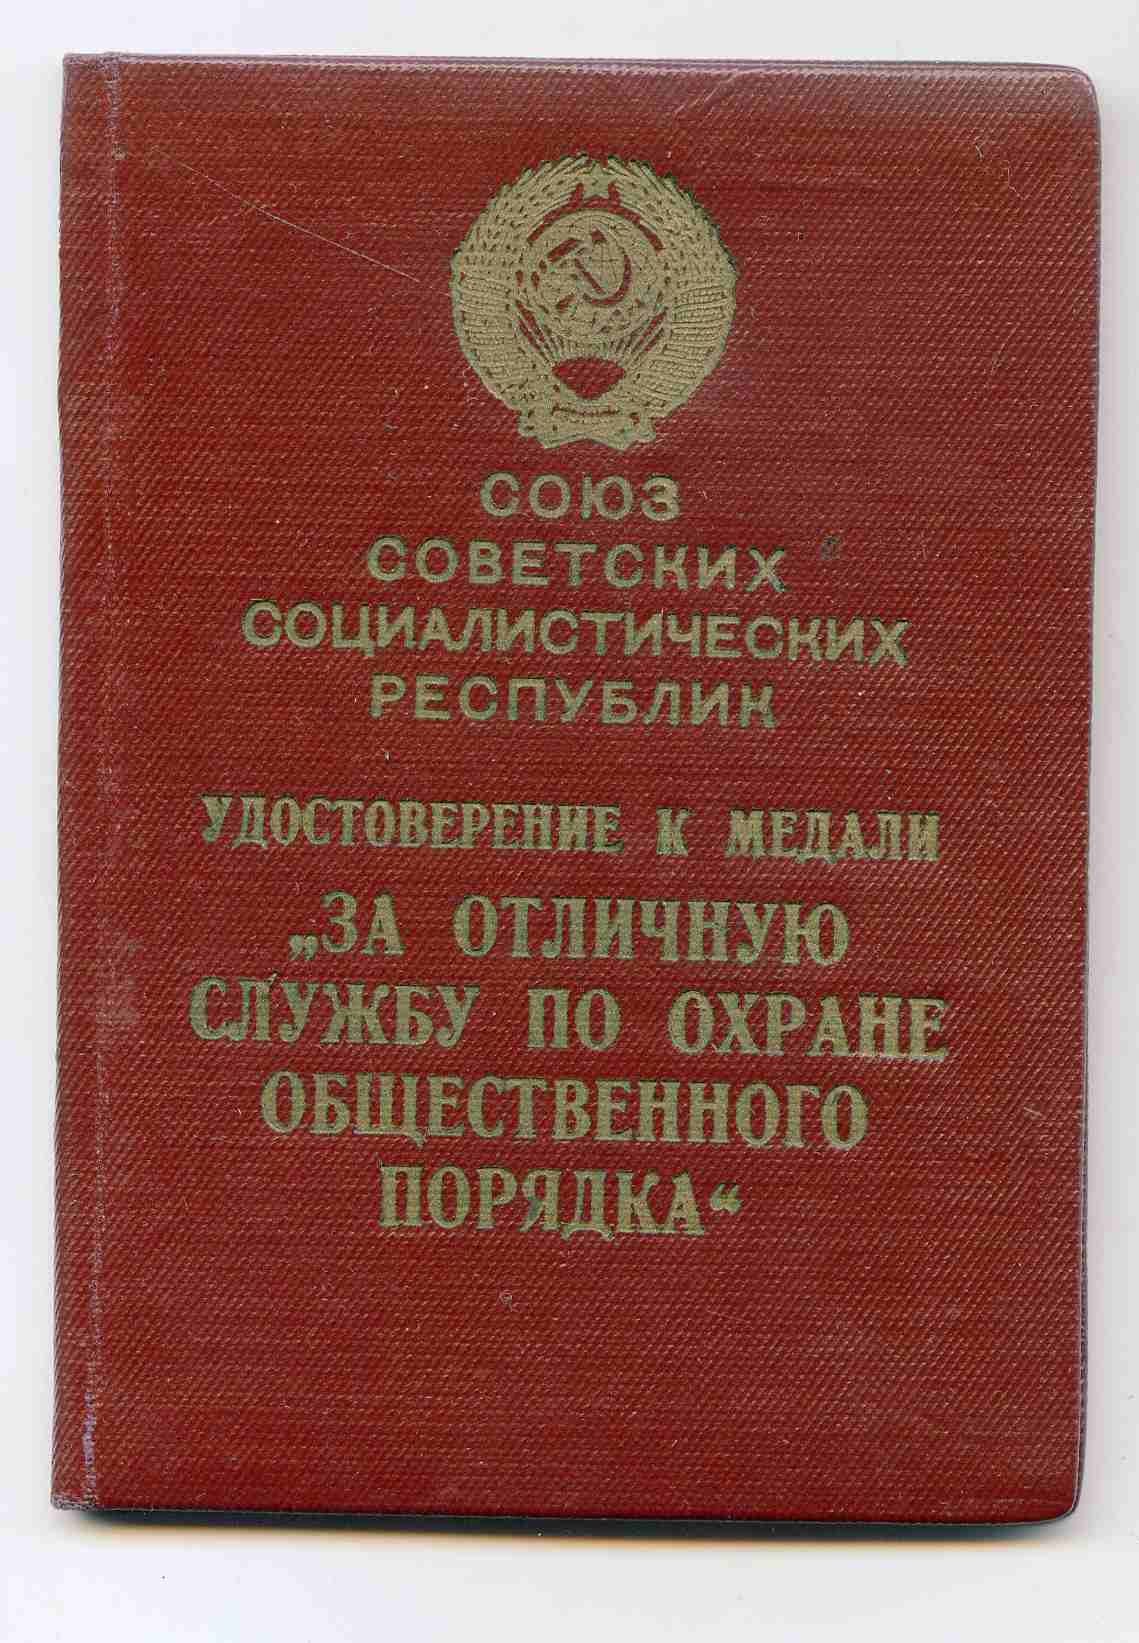 СОЮЗ
СОВЕТСКИХ
СОЦИАЛИСТИЧЕСКИХ
РЕСПУБЛИК
УДОСТОВЕРЕНИЕ К МЕДАЛИ
„ЗА ОТЛИЧНУЮ
СЛУЖБУ ПО ОХРАНЕ
ОБЩЕСТВЕННОГО
ПОРЯДКА“